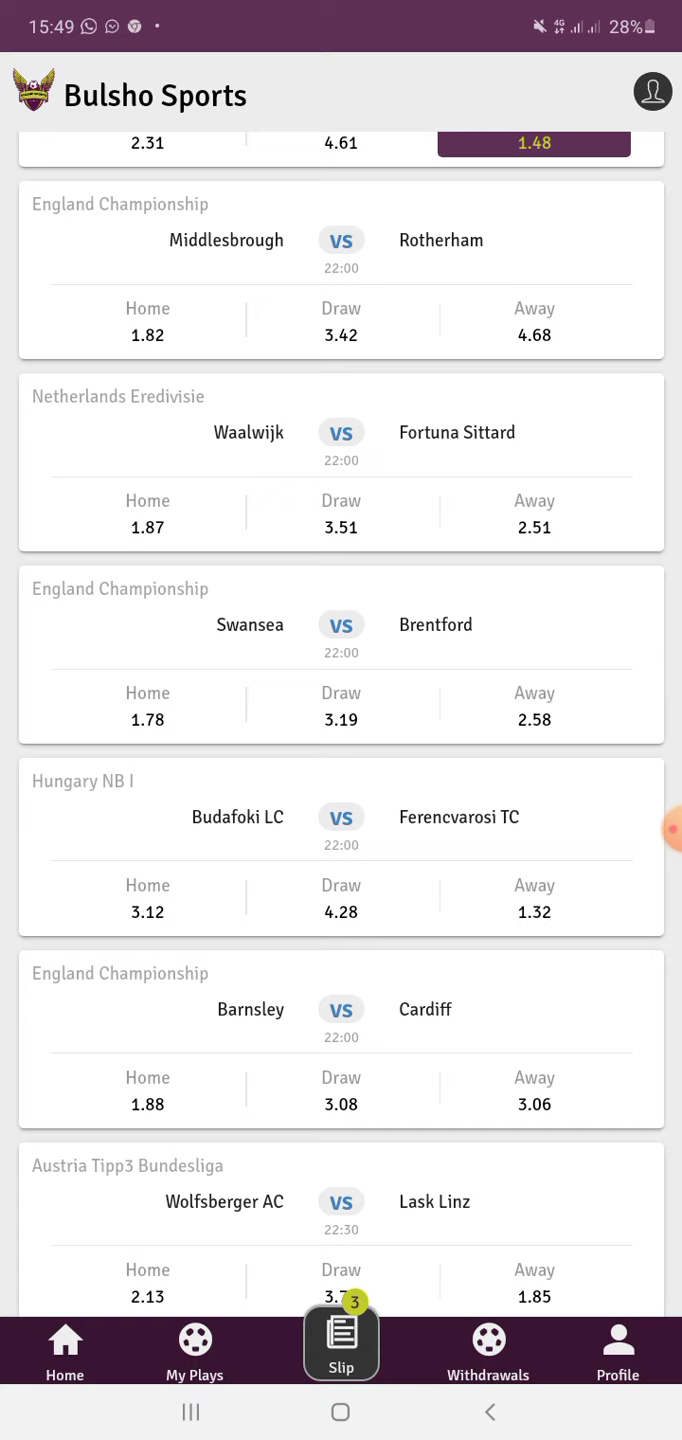 15:49 4G 28%
Bulsho Sports
2.31 4.61 1.48
England Championship
Middlesbrough VS Rotherham
22:00
Home Draw Away
1.82 3.42 4.68
Netherlands Eredivisie
Waalwijk VS Fortuna Sittard
22:00
Home Draw Away
1.87 3.51 2.51
England Championship
Swansea VS Brentford
22:00
Home Draw Away
1.78 3.19 2.58
Hungary NB I
Budafoki LC VS Ferencvarosi TC
22:00
Home Draw Away
3.12 4.28 1.32
England Championship
Barnsley VS Cardiff
22:00
Home Draw Away
1.88 3.08 3.06
Austria Tipp3 Bundesliga
Wolfsberger AC VS Lask Linz
22:30
Home Draw Away
2.13 1.85
3
Home My Plays Slip Withdrawals Profile